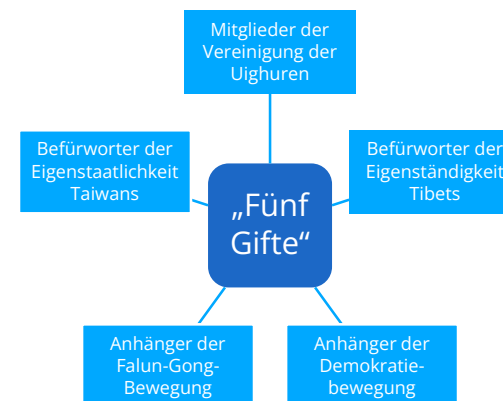 Mitglieder der
Vereinigung der
Uighuren
Befürworter der
Eigenstaatlichkeit
Taiwans
Befürworter der
Eigenständigkeit
Tibets
„Fünf
Gifte“
Anhänger der
Falun-Gong-
Bewegung
Anhänger der
Demokratie-
bewegung